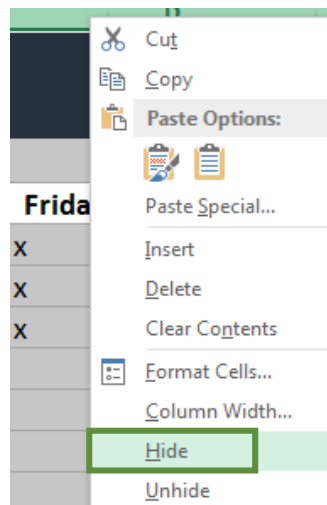 Cut
Copy
Paste Options:
Frida
Paste Special...
x
Insert
x
Delete
x
Clear Contents
Format Cells...
Column Width...
Hide
Unhide